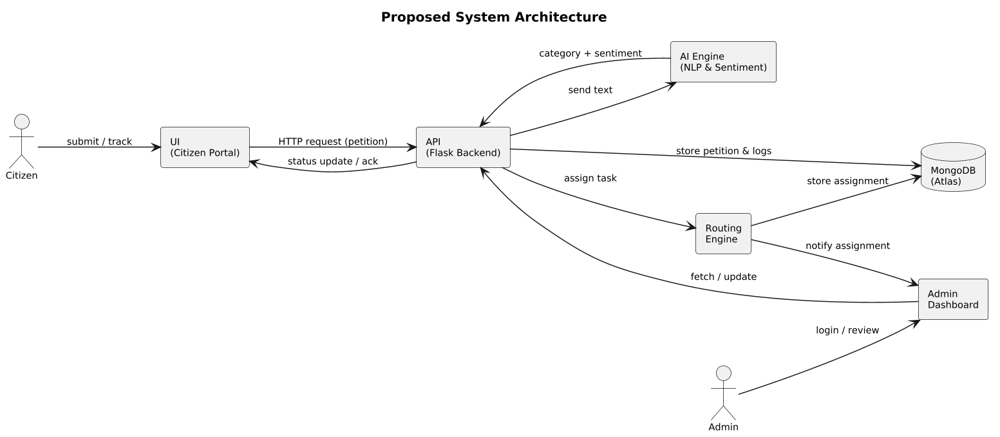 Proposed System Architecture
category + sentiment
AI Engine
(NLP & Sentiment)
send text
submit / track
UI
(Citizen Portal)
HTTP request (petition)
status update / ack
API
(Flask Backend)
store petition & logs
MongoDB
(Atlas)
Citizen
assign task
store assignment
Routing
Engine
notify assignment
fetch / update
Admin
Dashboard
login / review
Admin